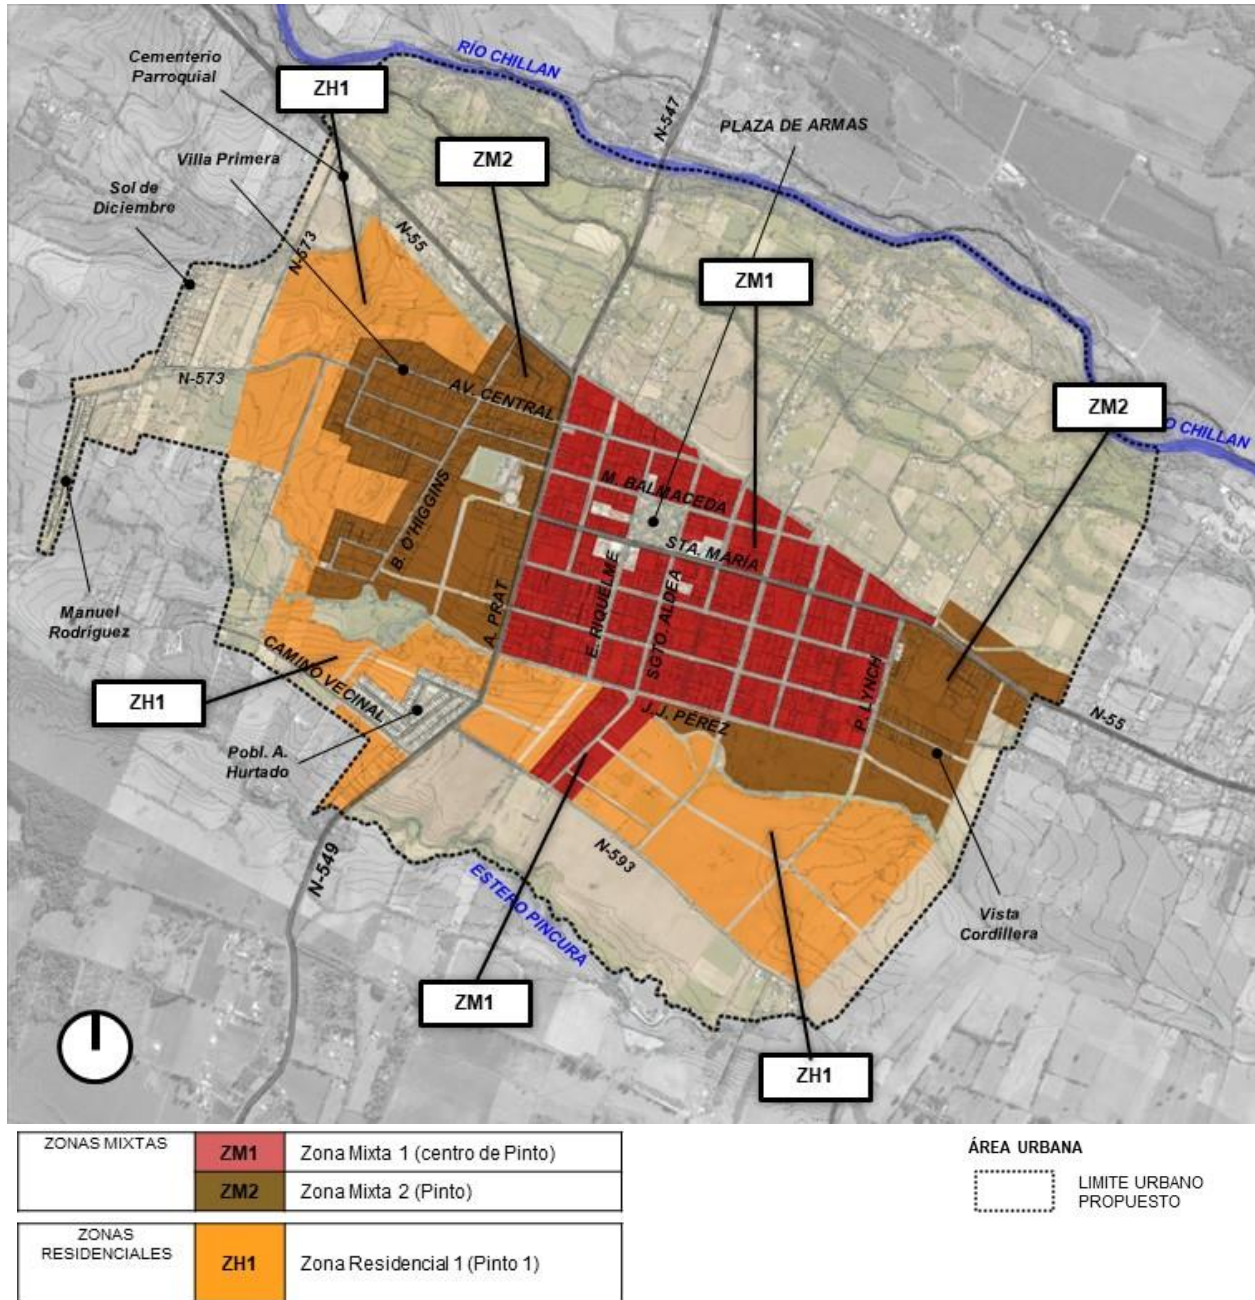 RÍO CHILLAN
Cementerio
Parroquial
ZH1
N-547
PLAZA DE ARMAS
ZM2
Villa Primera
Sol de
Diciembre
N-55
N-573
ZM1
N-573
AV. CENTRAL
ZM2
O CHILLAN
M. BALMACEDA
B. O'HIGGINS
STA. MARÍA
Manuel
Rodríguez
A. PRAT
E.RIQUELME
SGTO. ALDEA
P. LYNCH
CAMINO VECINAL
ZH1
J.J. PÉREZ
N-55
Pobl. A.
Hurtado
N-549
N-593
ESTERO PINCURA
Vista
Cordillera
ZM1
ZH1
ZONAS MIXTAS
ZM1
Zona Mixta 1 (centro de Pinto)
ZM2
Zona Mixta 2 (Pinto)
ZONAS
RESIDENCIALES
ZH1
Zona Residencial 1 (Pinto 1)
ÁREA URBANA
LIMITE URBANO
PROPUESTO